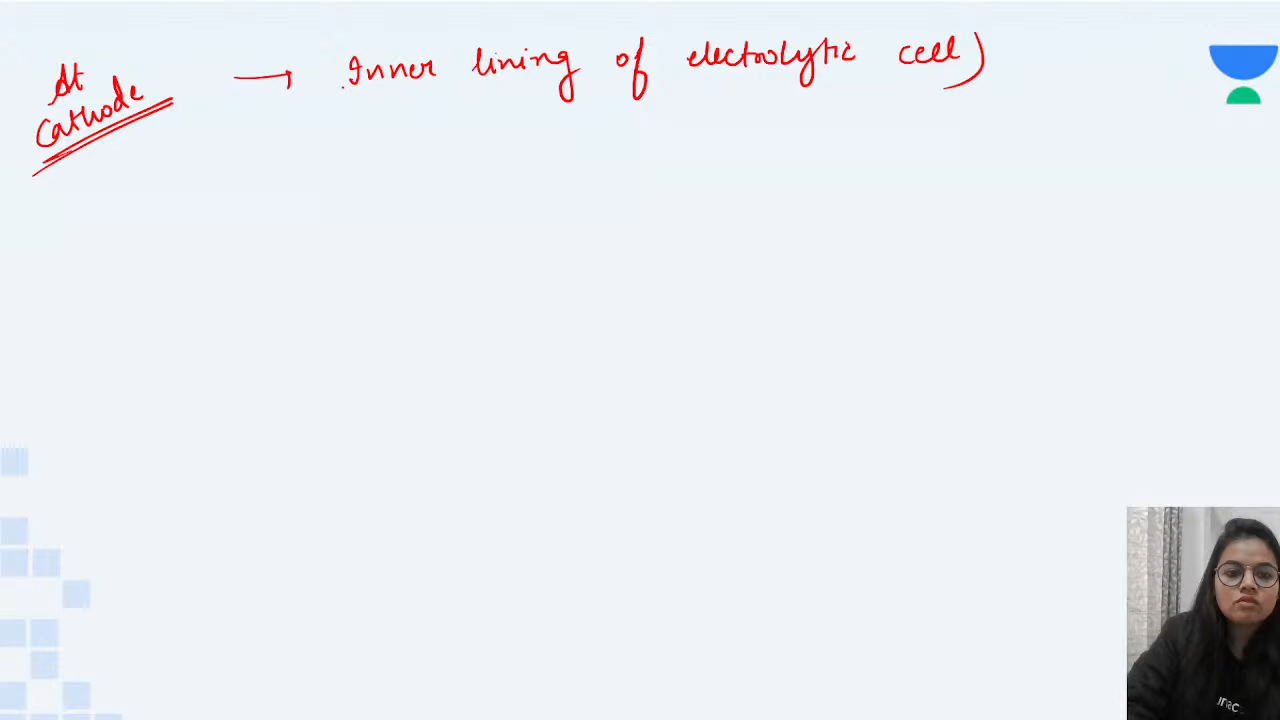 At
Cathode → Inner lining of electrolytic cell)